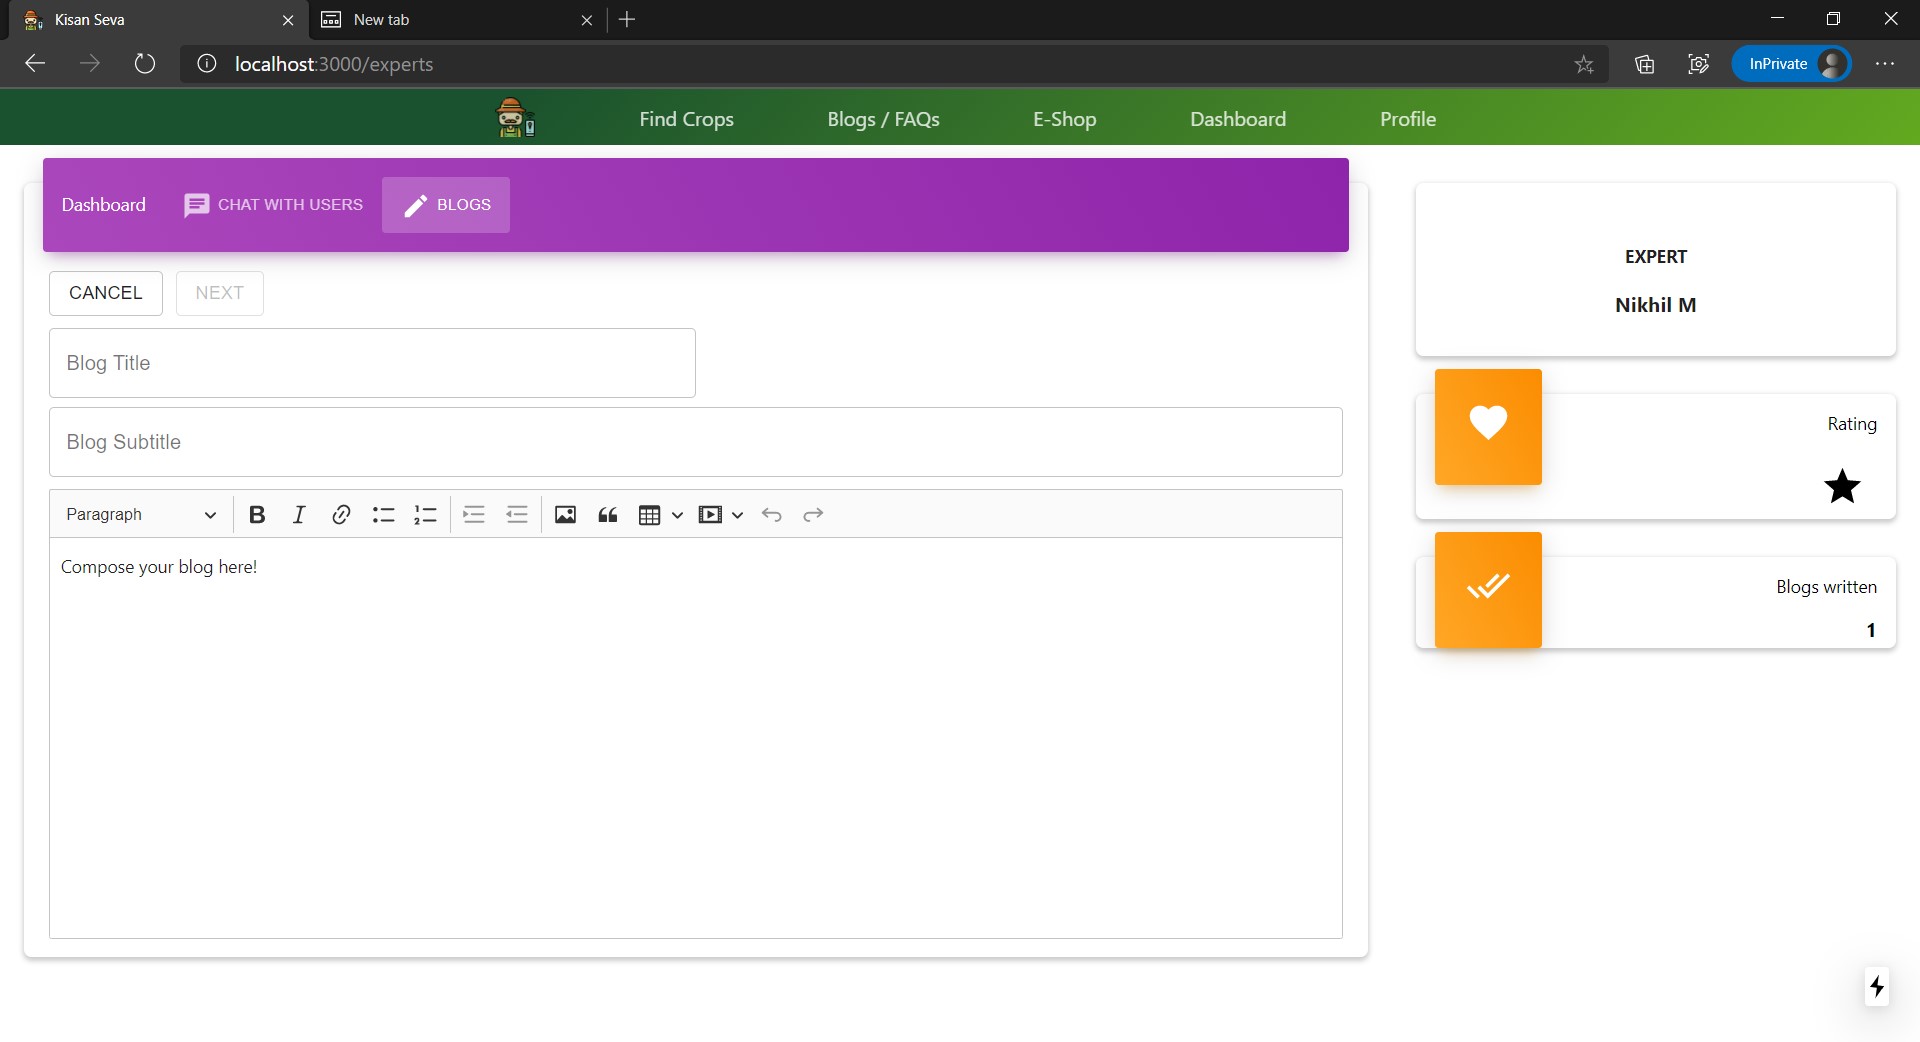 Kisan Seva
New tab
localhost:3000/experts
InPrivate
Find Crops
Blogs / FAQs
E-Shop
Dashboard
Profile
Dashboard
CHAT WITH USERS
BLOGS
CANCEL
NEXT
Blog Title
Blog Subtitle
Paragraph
Compose your blog here!
EXPERT
Nikhil M
Rating
Blogs written
1